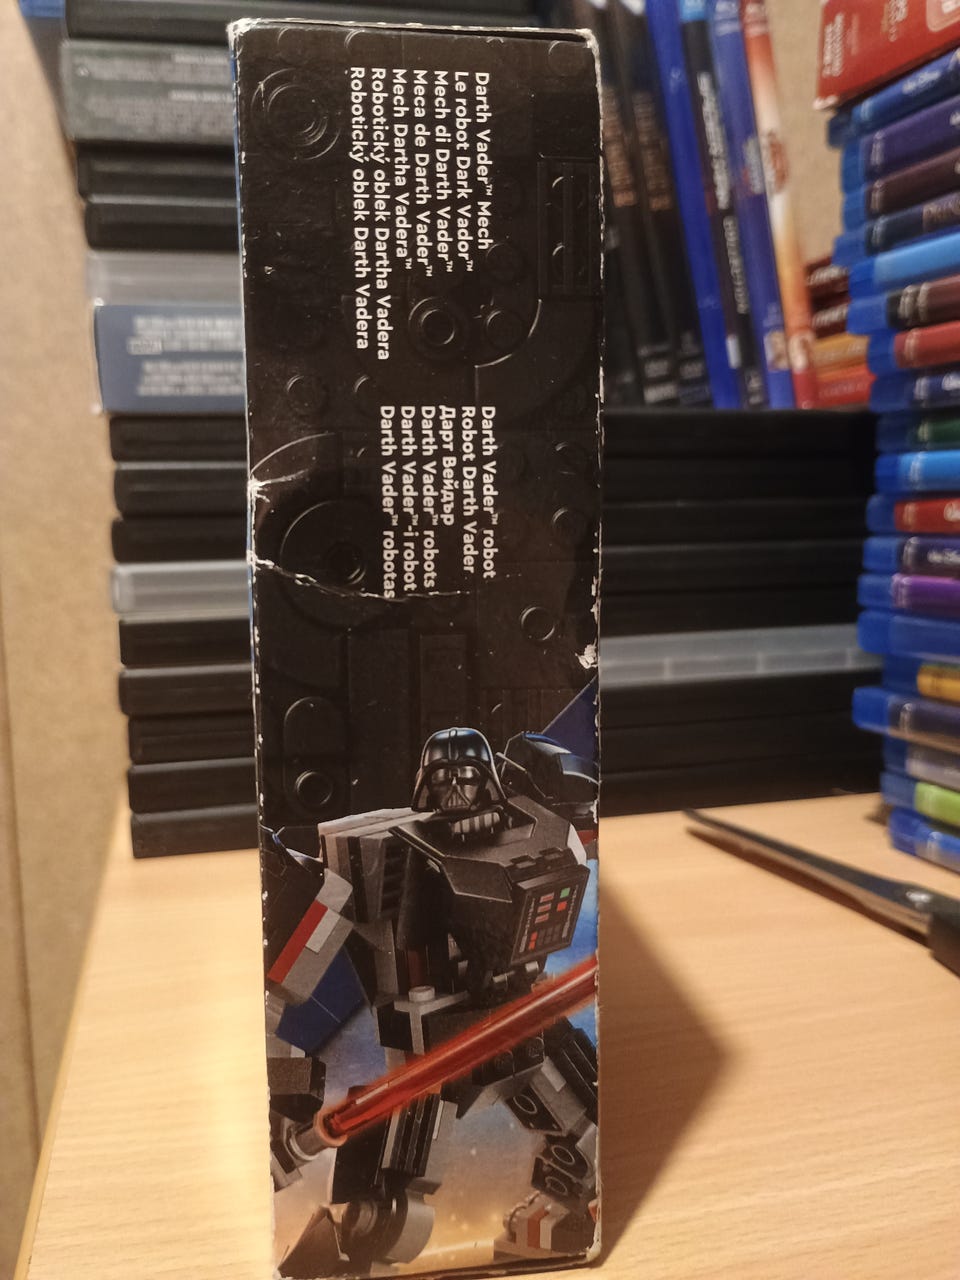 Darth Vader™ Mech
Le robot Dark Vador™
Mech di Darth Vader™
Meca de Darth Vader™
Mech Dartha Vadera™
Robotický oblek Dartha Vadera
Robotický oblek Darth Vadera
Darth Vader™ robot
Robot Darth Vader
Дарт Вейдър
Darth Vader™ robots
Darth Vader™-i robot
Darth Vader™ robotas